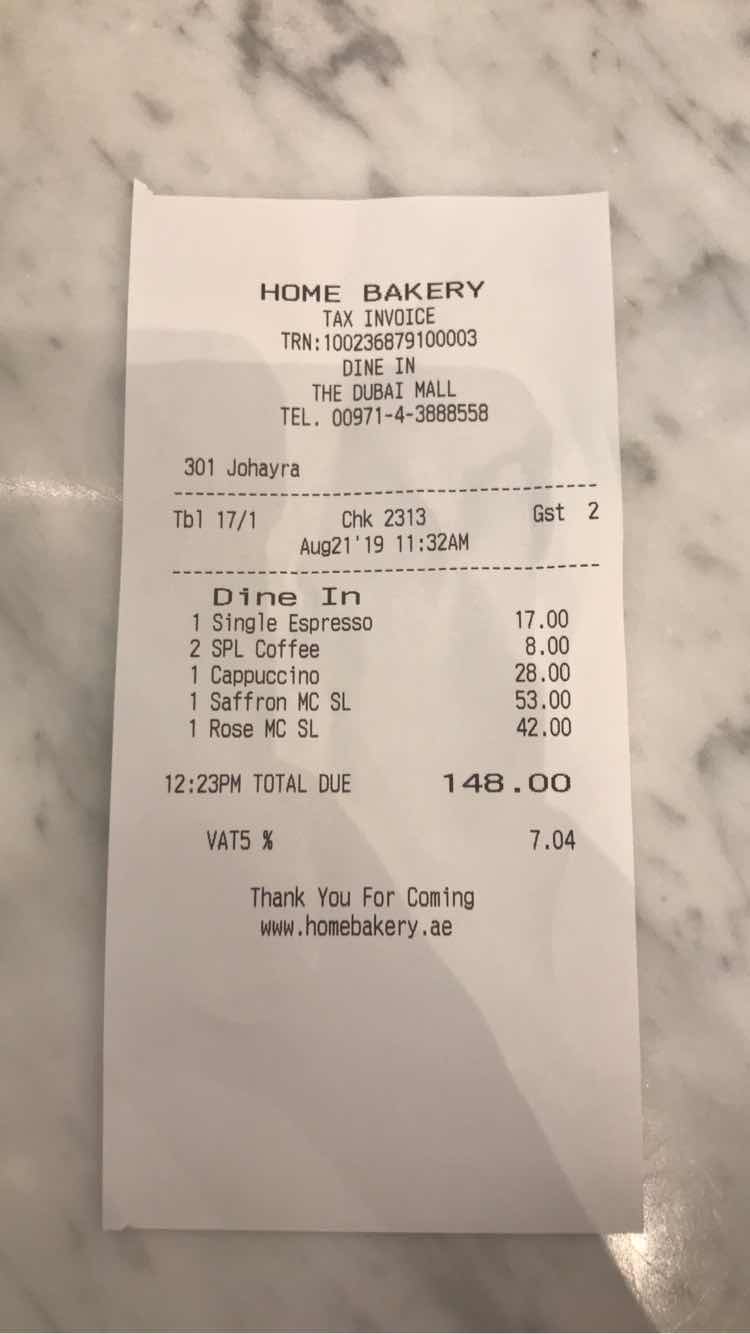 HOME BAKERY
TAX INVOICE
TRN:100236879100003
DINE IN
THE DUBAI MALL
TEL. 00971-4-3888558
301 Johayra
Tbl 17/1 Chk 2313 Gst 2
Aug21'19 11:32AM
Dine In
1 Single Espresso 17.00
2 SPL Coffee 8.00
1 Cappuccino 28.00
1 Saffron MC SL 53.00
1 Rose MC SL 42.00
12:23PM TOTAL DUE 148.00
VAT5 % 7.04
Thank You For Coming
www.homebakery.ae